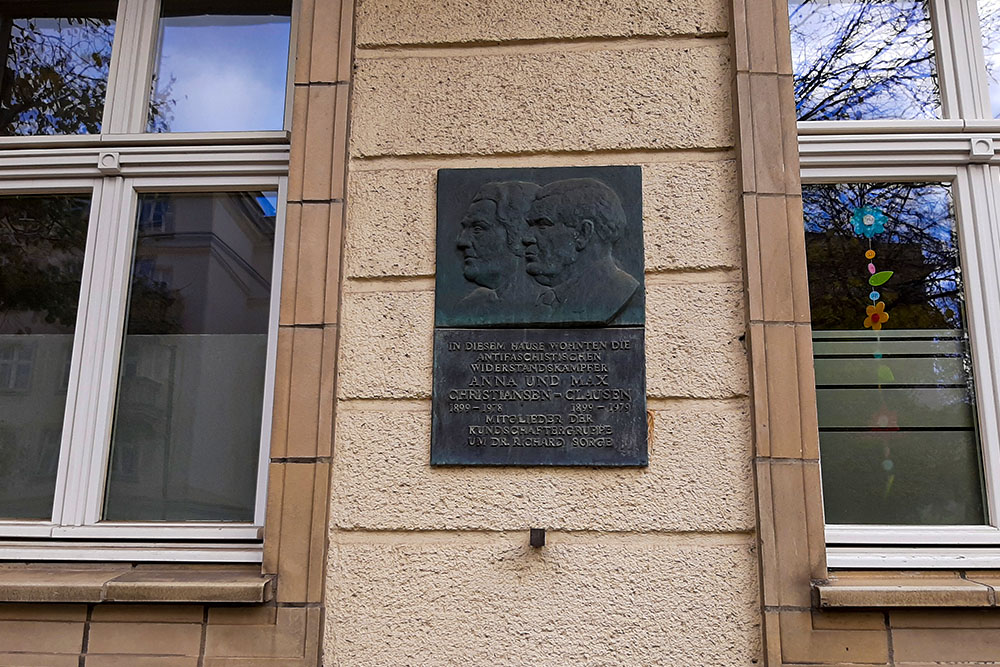 IN DIESEM HAUSE WOHNTEN DIE
ANTIFASCHISTISCHEN
WIDERSTANDSKÄMPFER
ANNA UND MAX
CHRISTIANSEN-CLAUSEN
1899-1978 1899-1979
MITGLIEDER DER
KUNDSCHAFTERGRUPPE
UM DR. RICHARD SORGE